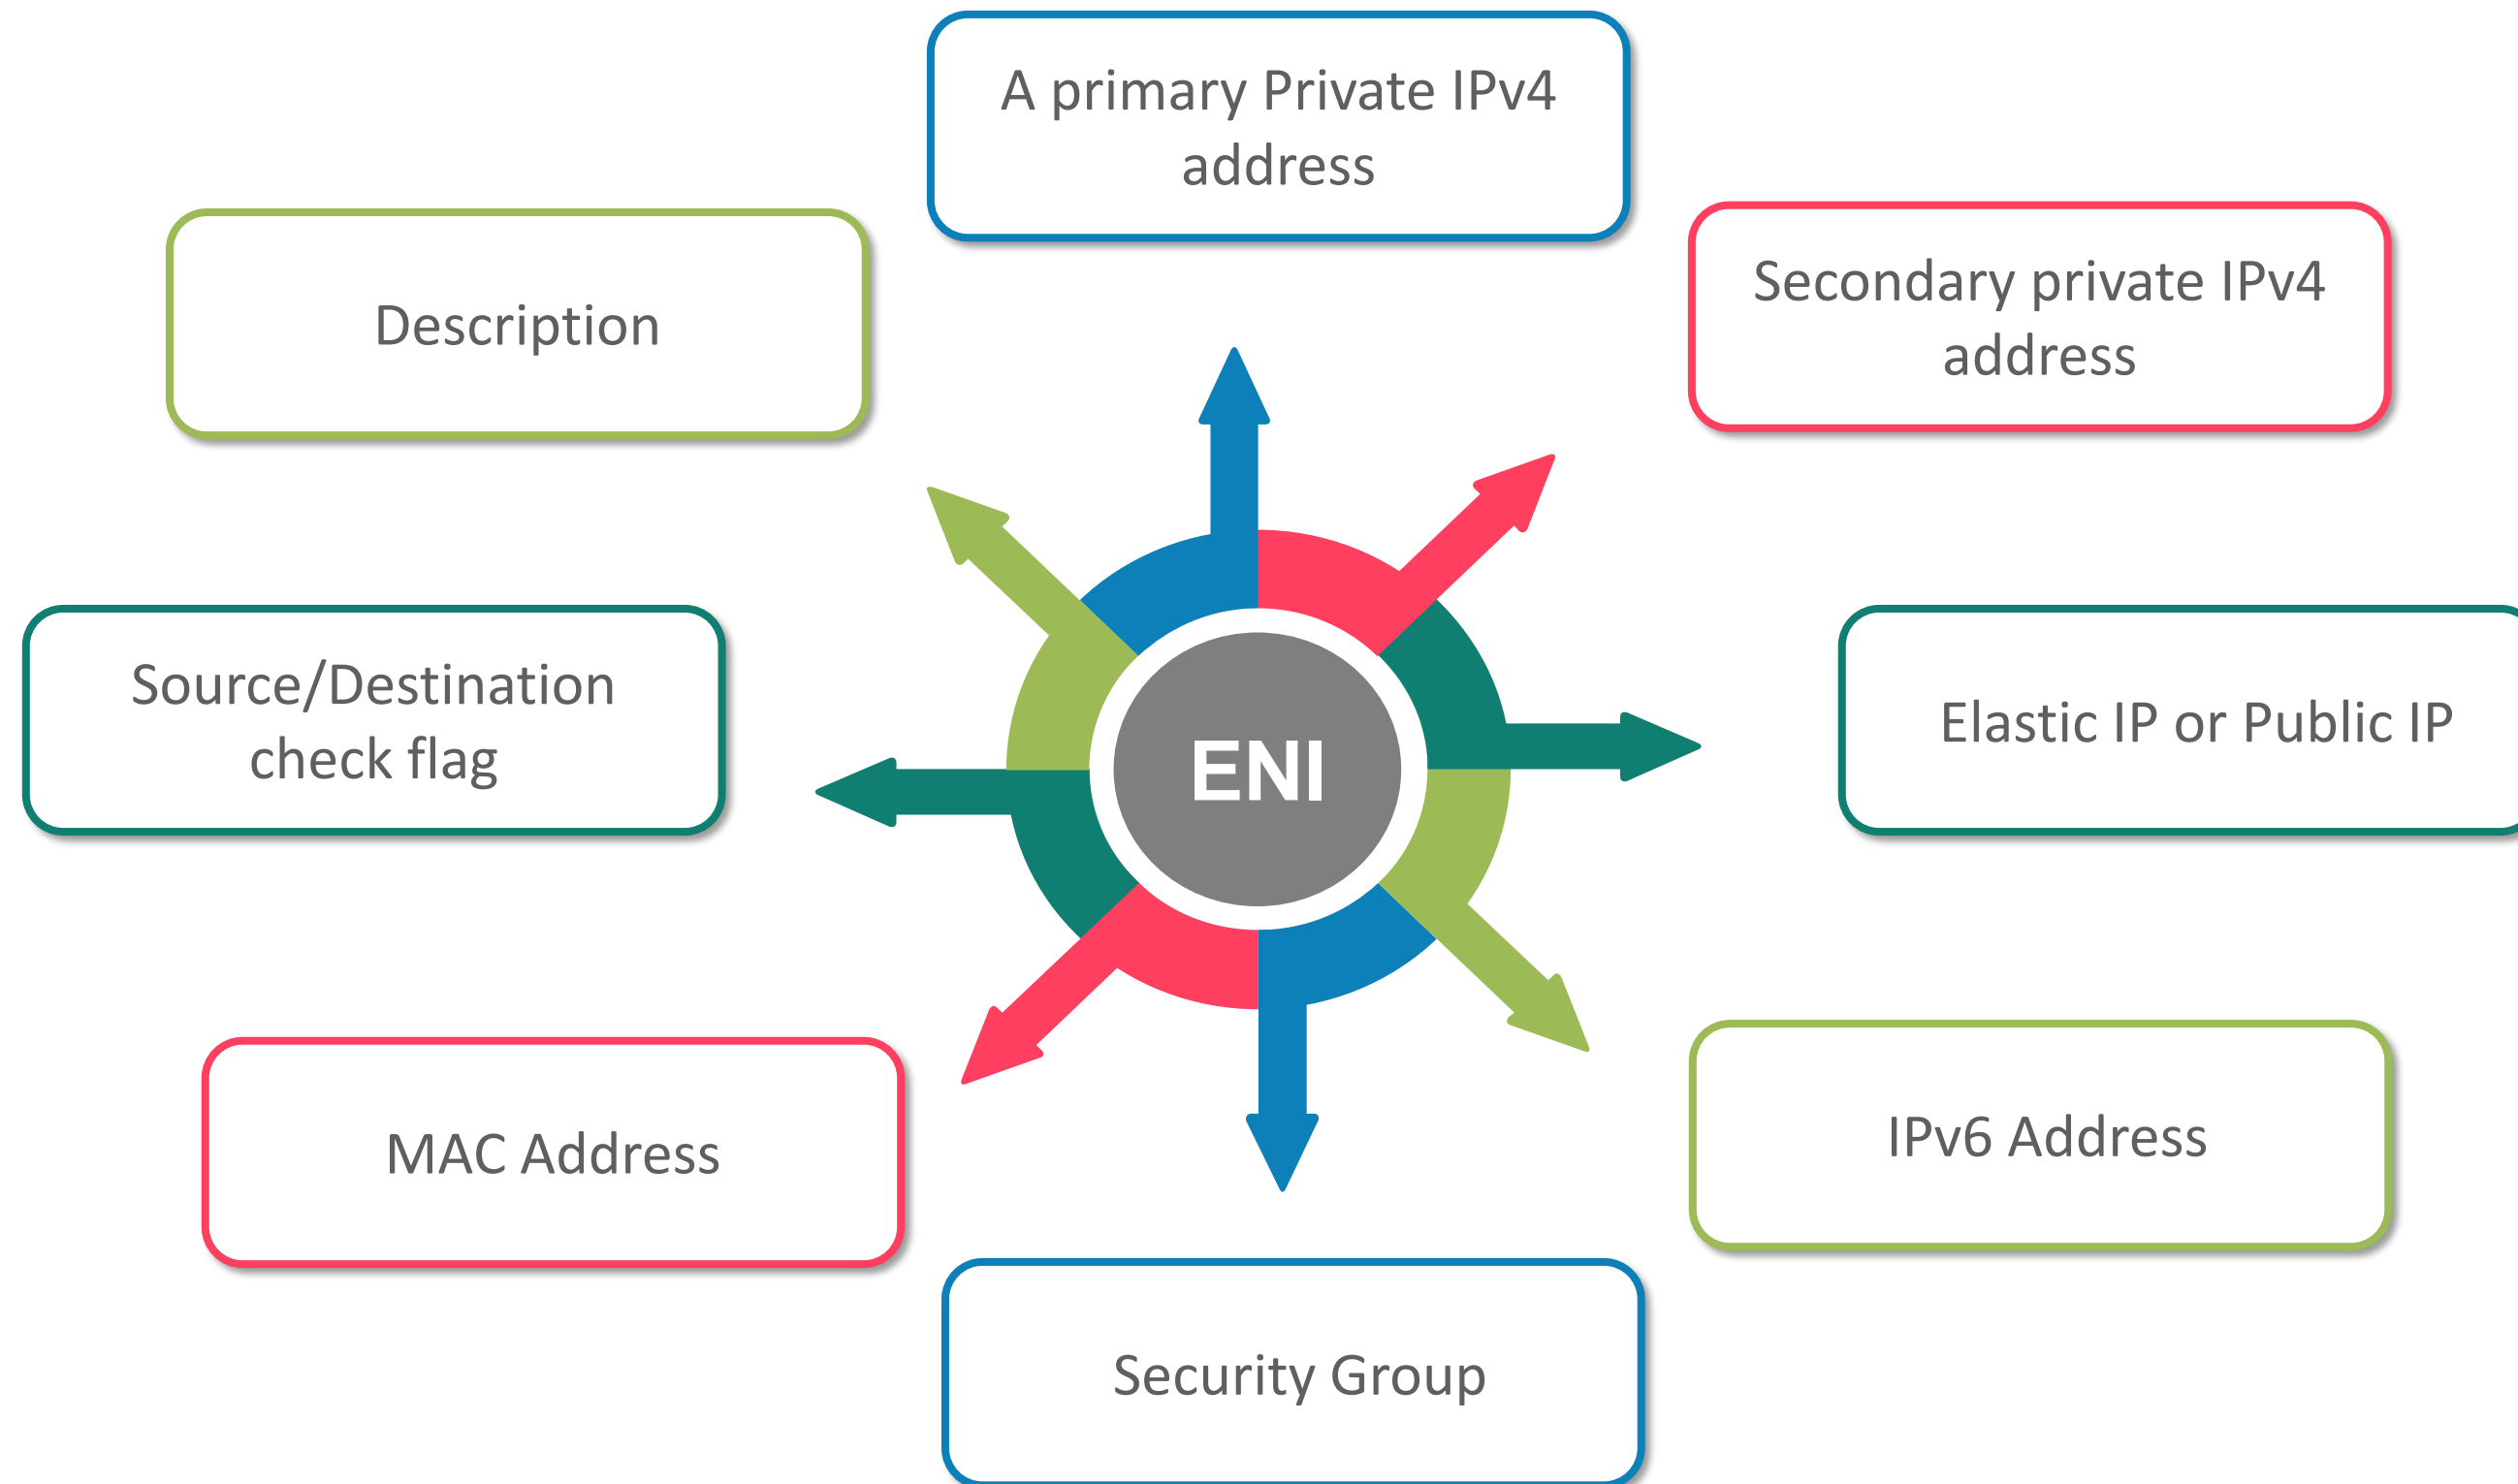 A primary Private IPv4
address
Description
Secondary private IPv4
address
Source/Destination
check flag
ENI
Elastic IP or Public IP
MAC Address
IPv6 Address
Security Group